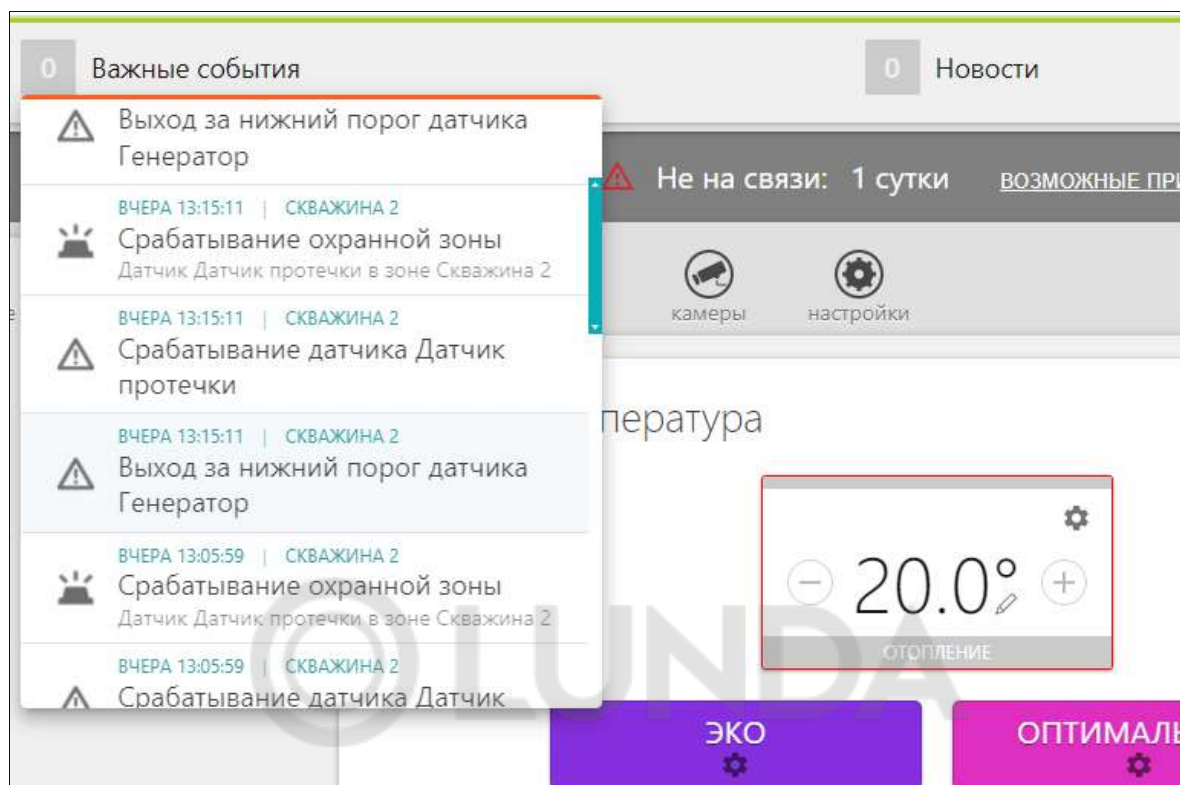 0 Важные события
0 Новости
Выход за нижний порог датчика
Генератор
Не на связи: 1 сутки
ВЧЕРА 13:15:11 | СКВАЖИНА 2
Срабатывание охранной зоны
Датчик Датчик протечки в зоне Скважина 2
камеры
настройки
ВЧЕРА 13:15:11 | СКВАЖИНА 2
Срабатывание датчика Датчик
протечки
ВЧЕРА 13:15:11 | СКВАЖИНА 2
Выход за нижний порог датчика
Генератор
пература
20.0°
ОТОПЛЕНИЕ
ВЧЕРА 13:05:59 | СКВАЖИНА 2
Срабатывание охранной зоны
Датчик Датчик протечки в зоне Скважина 2
ВЧЕРА 13:05:59 | СКВАЖИНА 2
Срабатывание датчика Датчик
LUNDA
ЭКО
ОПТИМАЛЬ
ВОЗМОЖНЫЕ ПРИ